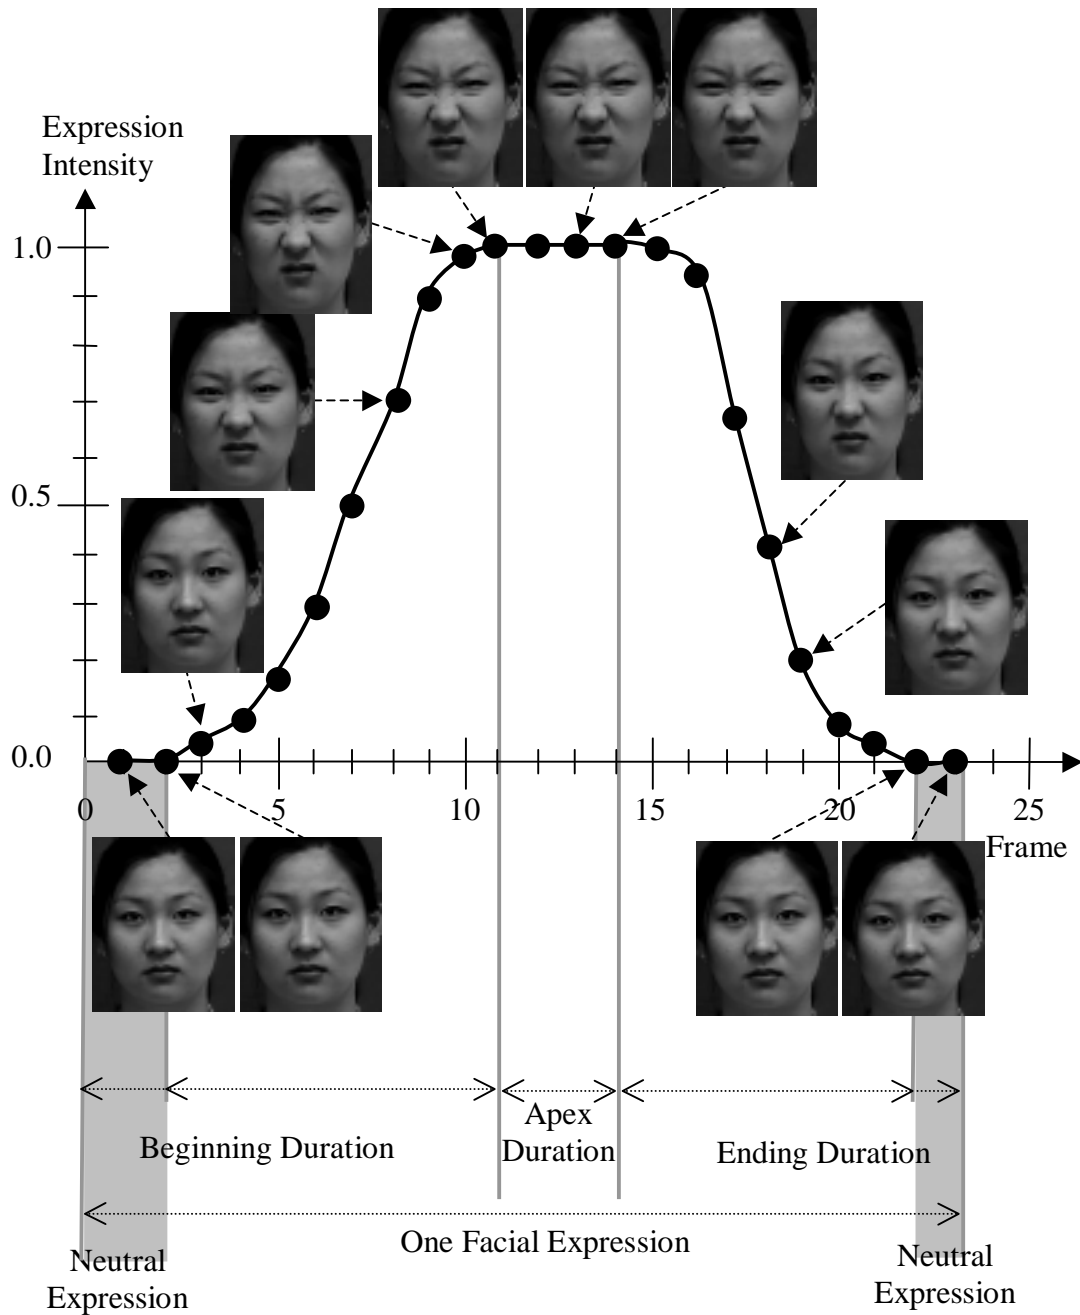 Expression
Intensity
1.0
0.5
0.0
0 5 10 15 20 25
Frame
Apex
Beginning Duration Duration Ending Duration
One Facial Expression
Neutral
Expression
Neutral
Expression